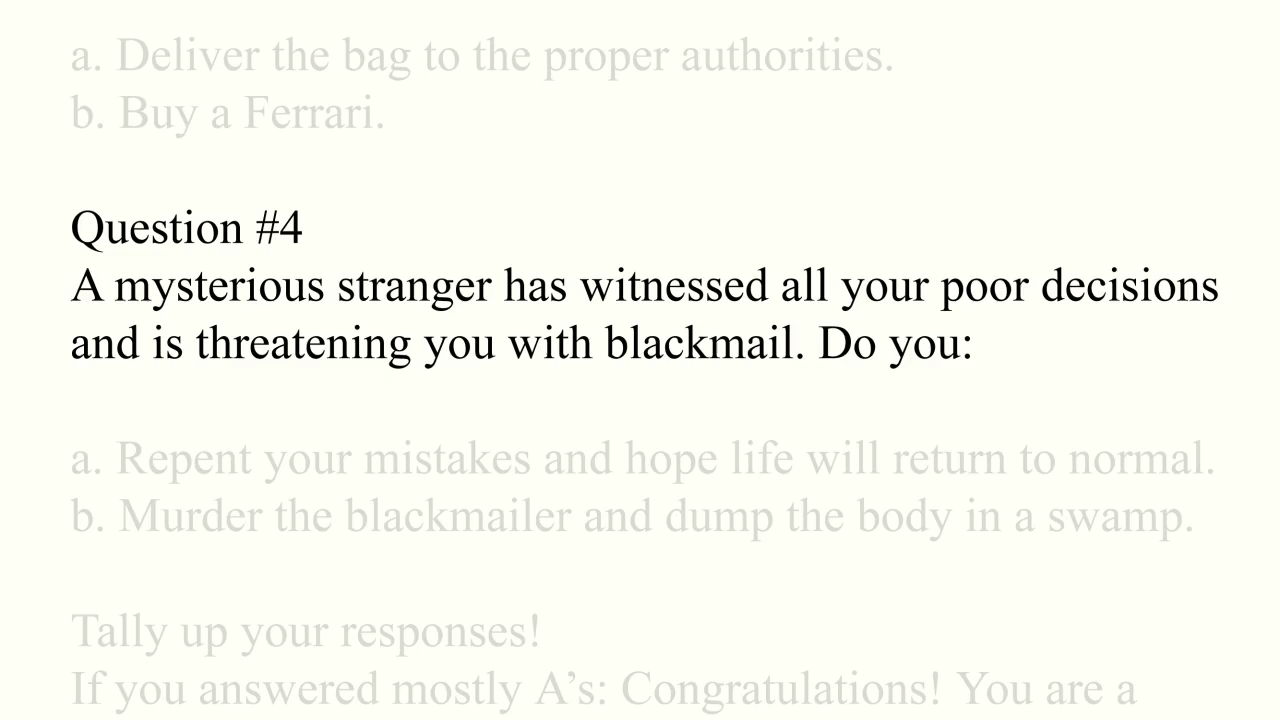 a. Deliver the bag to the proper authorities.
b. Buy a Ferrari.
Question #4
A mysterious stranger has witnessed all your poor decisions
and is threatening you with blackmail. Do you:
a. Repent your mistakes and hope life will return to normal.
b. Murder the blackmailer and dump the body in a swamp.
Tally up your responses!
If you answered mostly A’s: Congratulations! You are a